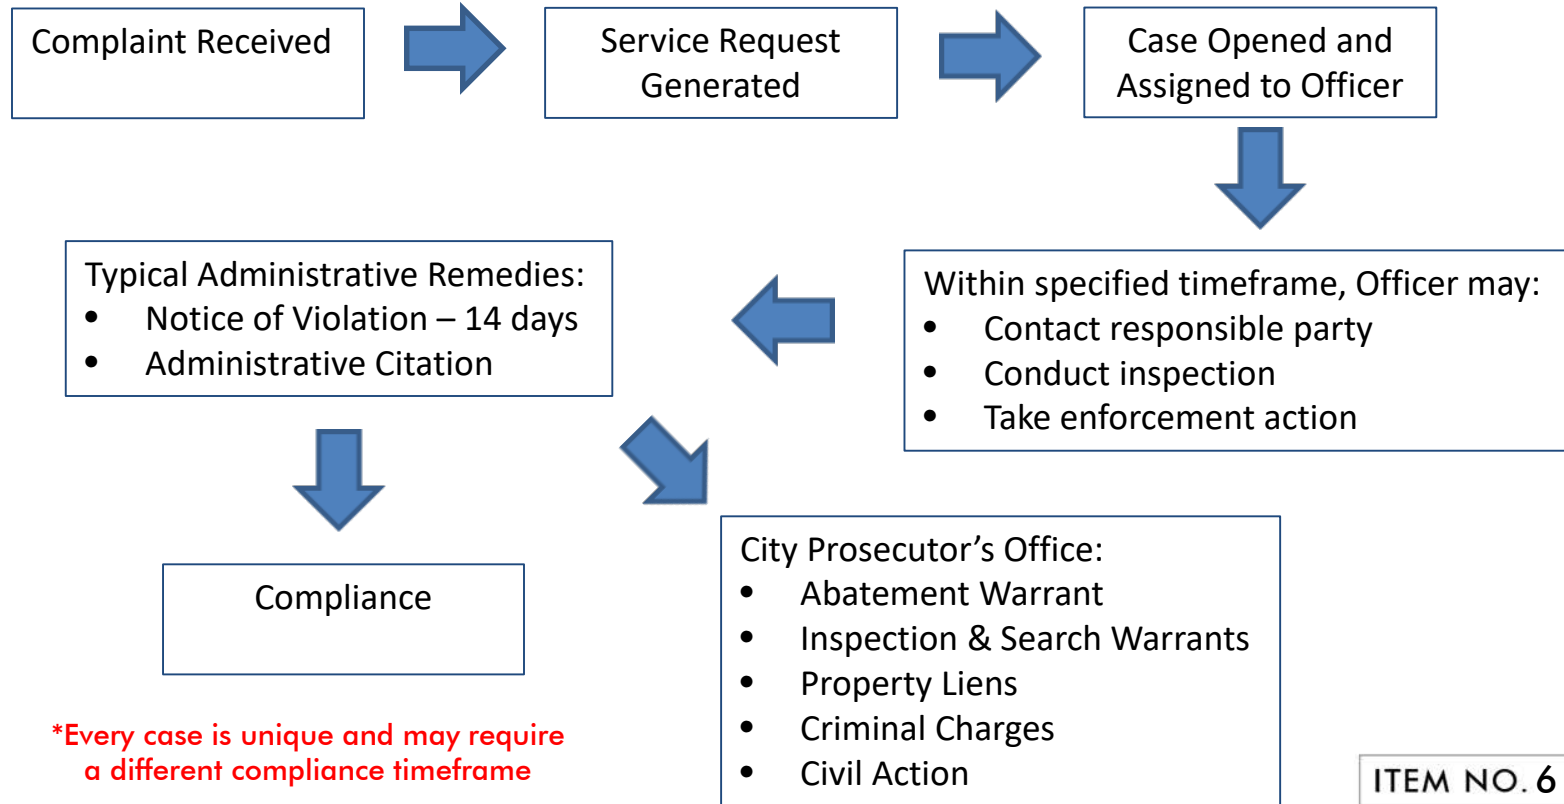 Complaint Received
Service Request
Generated
Case Opened and
Assigned to Officer
Within specified timeframe, Officer may:
• Contact responsible party
• Conduct inspection
• Take enforcement action
Typical Administrative Remedies:
• Notice of Violation – 14 days
• Administrative Citation
Compliance
City Prosecutor’s Office:
• Abatement Warrant
• Inspection & Search Warrants
• Property Liens
• Criminal Charges
• Civil Action
*Every case is unique and may require
a different compliance timeframe
ITEM NO. 6